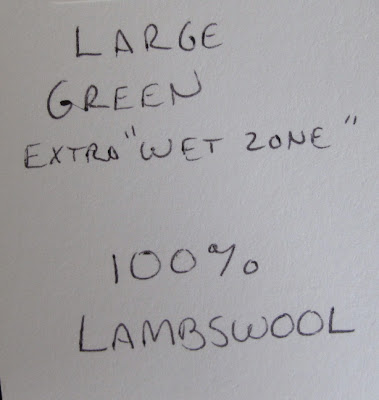 LARGE
GREEN
EXTRA "WET ZONE"
100%
LAMBSWOOL